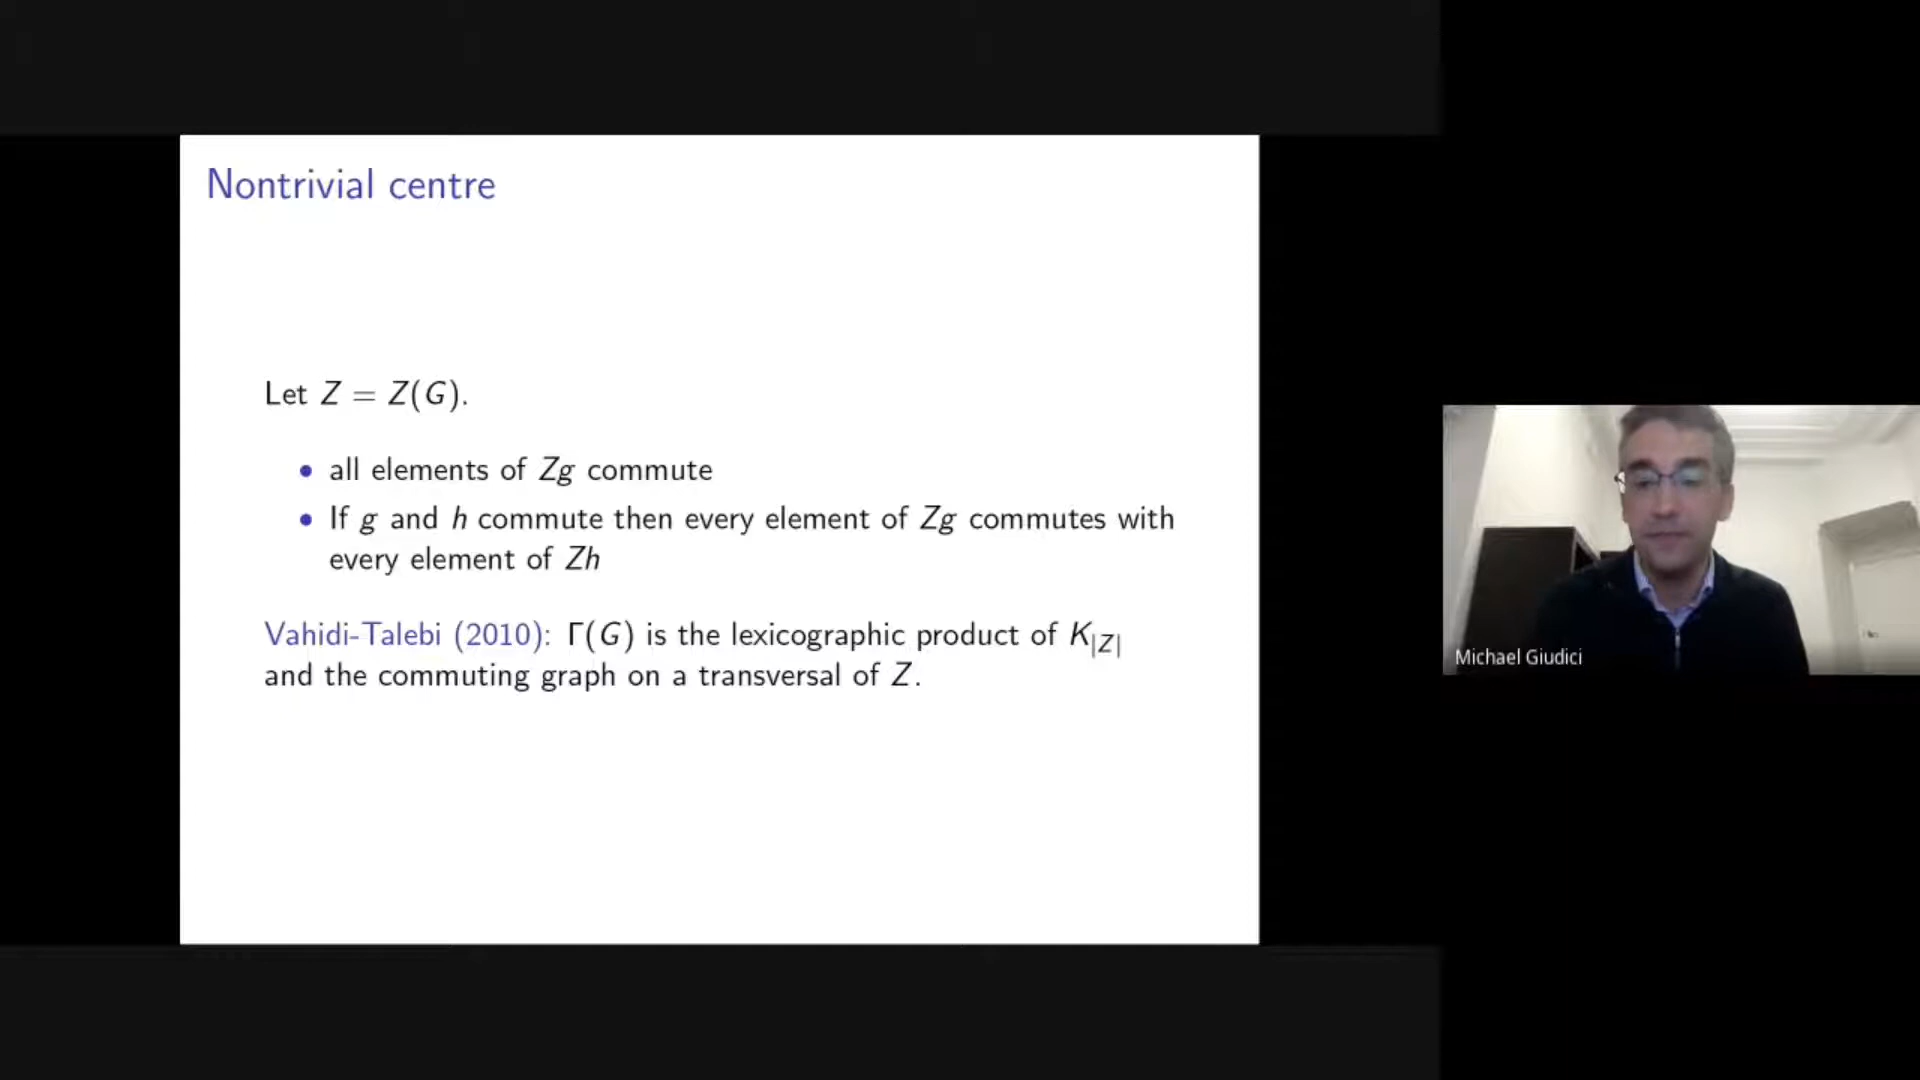 Nontrivial centre
Let Z = Z(G).
• all elements of Zg commute
• If g and h commute then every element of Zg commutes with
every element of Zh
Vahidi-Talebi (2010): Γ(G) is the lexicographic product of K|Z|
and the commuting graph on a transversal of Z.
Michael Giudici